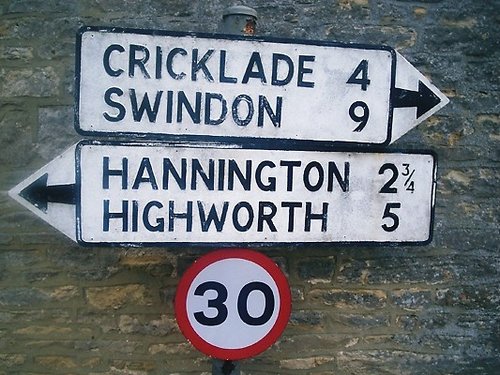 CRICKLADE 4
SWINDON 9
HANNINGTON 2¾
HIGHWORTH 5
30